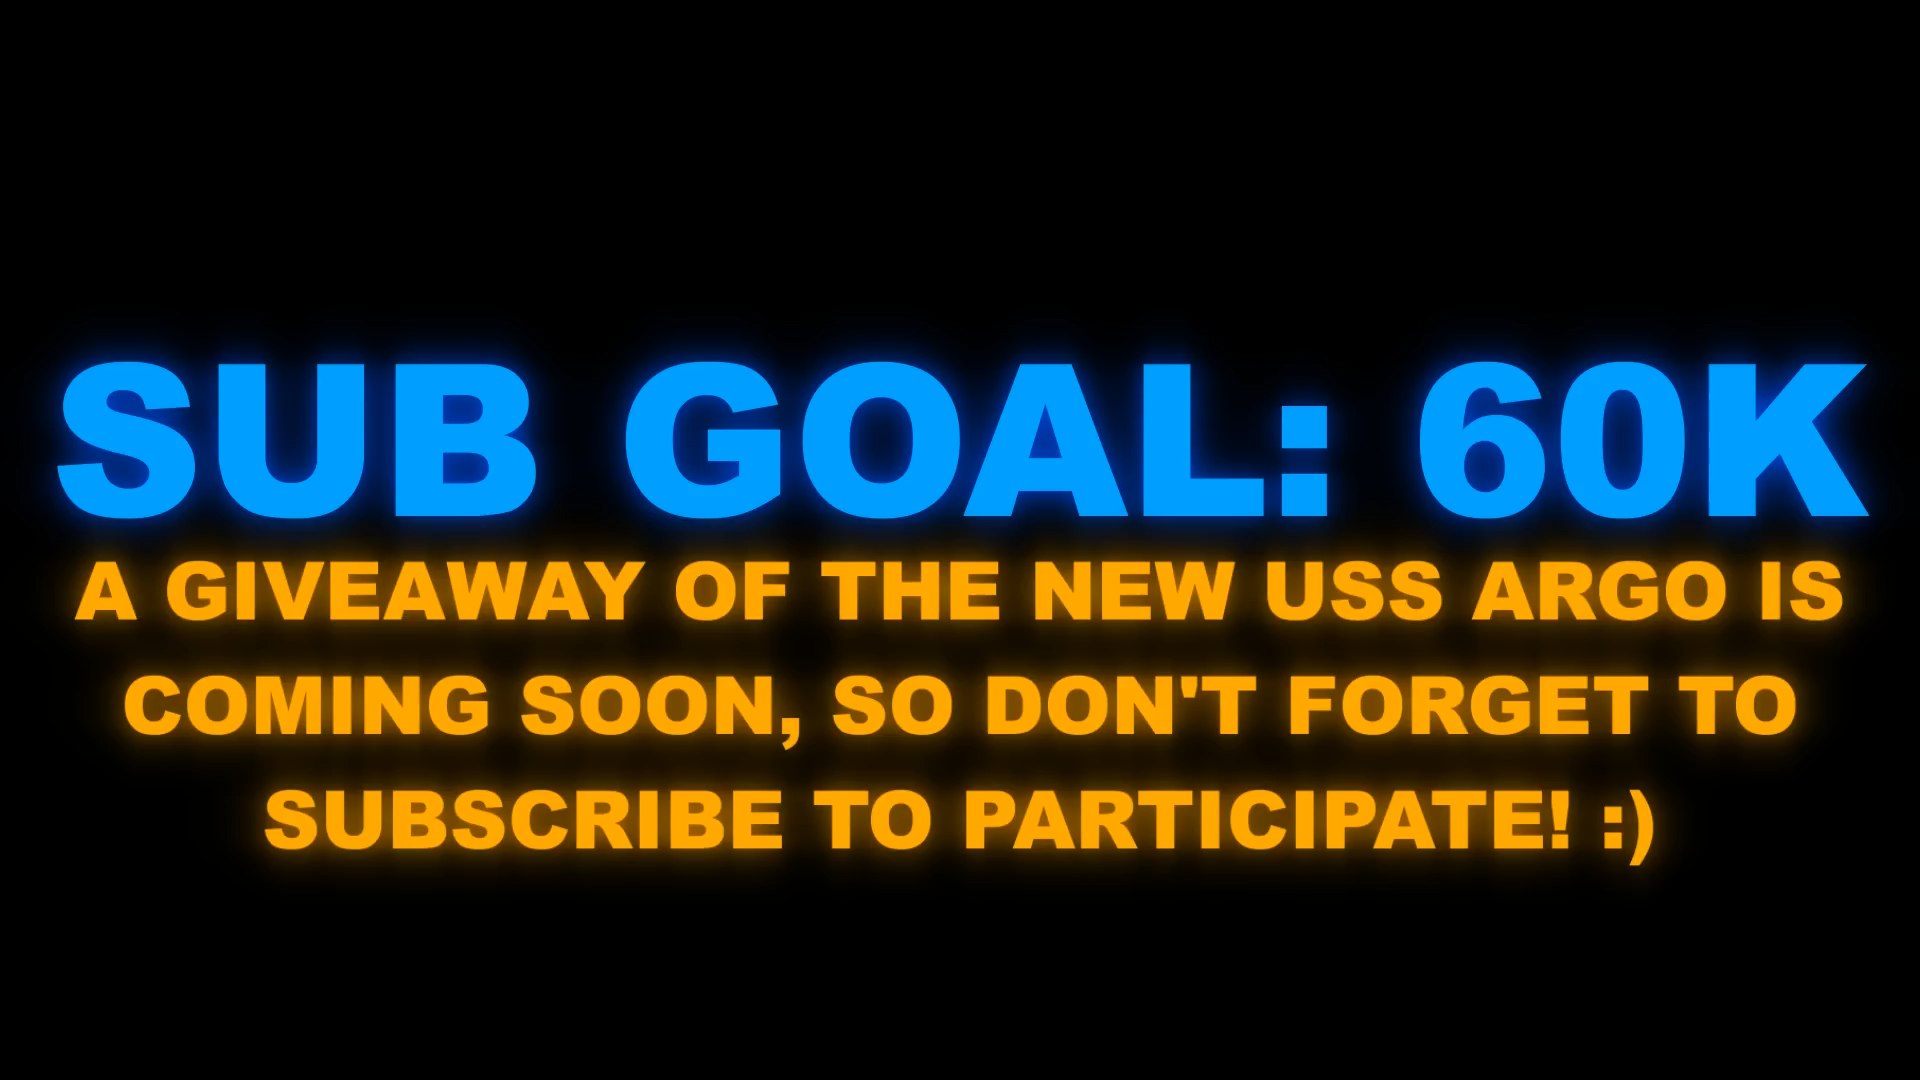 SUB GOAL: 60K
A GIVEAWAY OF THE NEW USS ARGO IS
COMING SOON, SO DON'T FORGET TO
SUBSCRIBE TO PARTICIPATE! :)